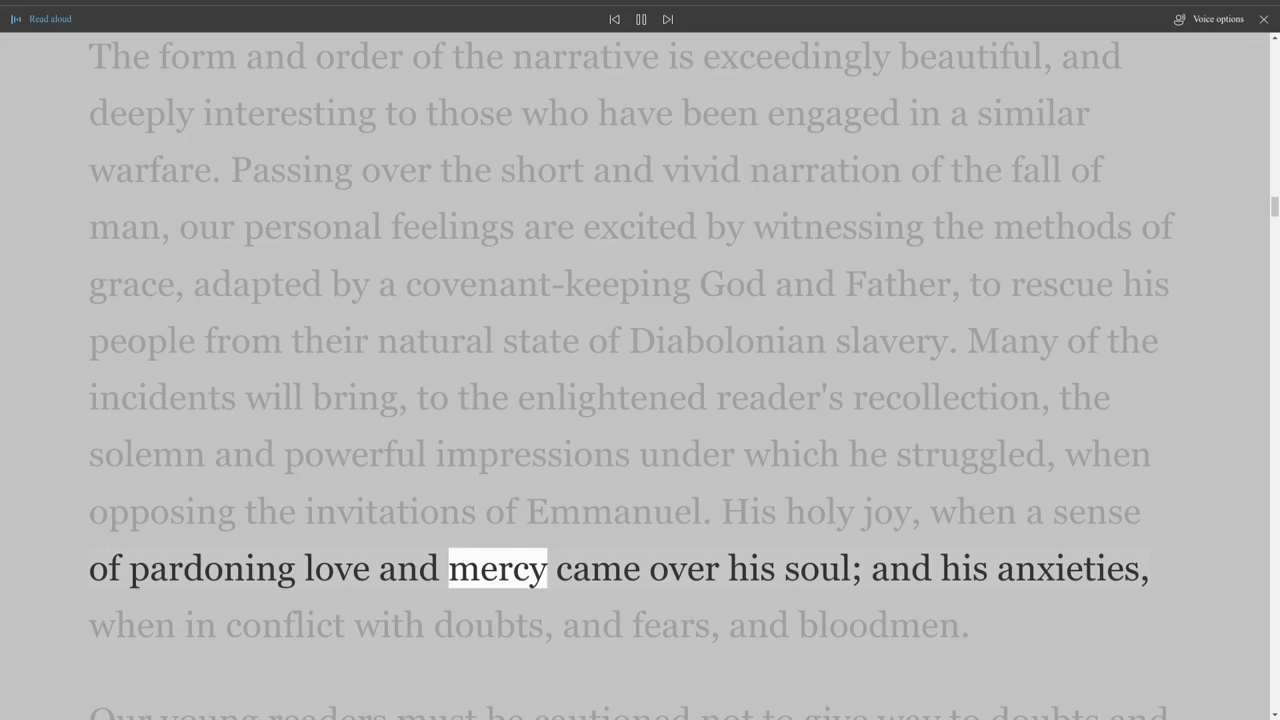 Read aloud
Voice options
The form and order of the narrative is exceedingly beautiful, and
deeply interesting to those who have been engaged in a similar
warfare. Passing over the short and vivid narration of the fall of
man, our personal feelings are excited by witnessing the methods of
grace, adapted by a covenant-keeping God and Father, to rescue his
people from their natural state of Diabolonian slavery. Many of the
incidents will bring, to the enlightened reader's recollection, the
solemn and powerful impressions under which he struggled, when
opposing the invitations of Emmanuel. His holy joy, when a sense
of pardoning love and mercy came over his soul; and his anxieties,
when in conflict with doubts, and fears, and bloodmen.
Our young readers must be cautioned not to give way to doubts and